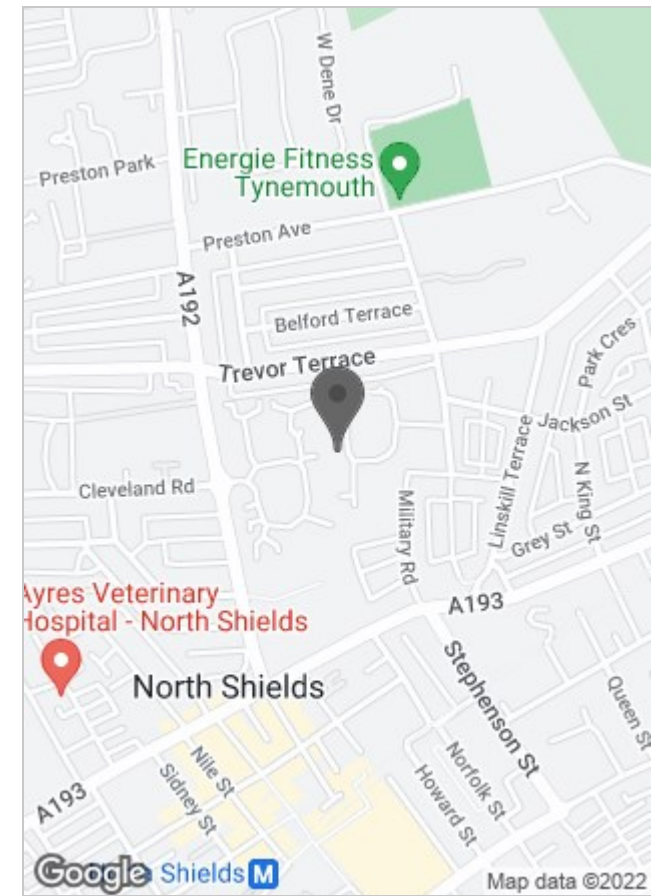 W Dene Dr
Preston Park
Energie Fitness
Tynemouth
Preston Ave
A192
Belford Terrace
Park Cres
Trevor Terrace
Jackson St
Linskill Terrace
N King St
Cleveland Rd
Military Rd
Grey St
Ayres Veterinary
Hospital - North Shields
A193
North Shields
Stephenson St
Queen St
Nile St
Norfolk St
Sidney St
Howard St
A193
Google
Shields M
Map data ©2022